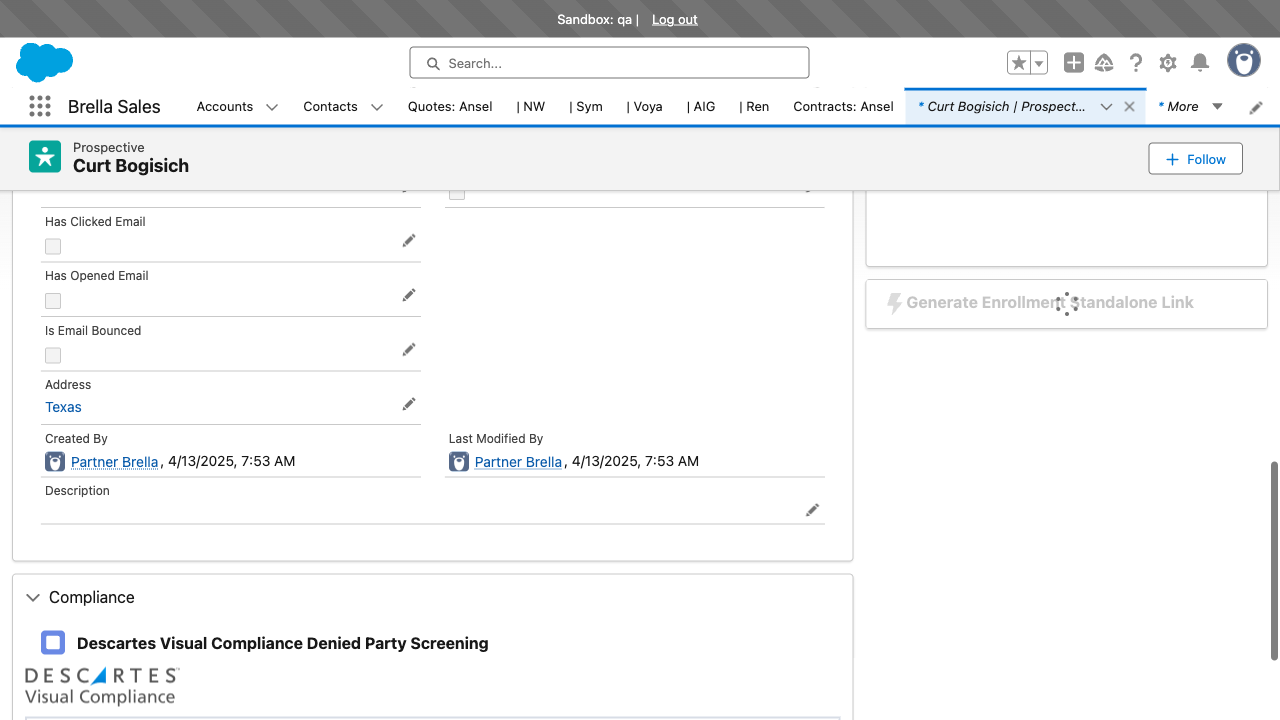 Sandbox: qa | Log out
Search...
Brella Sales
Accounts
Contacts
Quotes: Ansel
| NW
| Sym
| Voya
| AIG
| Ren
Contracts: Ansel
* Curt Bogisich | Prospect...
* More
Prospective
Curt Bogisich
Follow
Has Clicked Email
Has Opened Email
Is Email Bounced
Address
Texas
Created By
Partner Brella, 4/13/2025, 7:53 AM
Last Modified By
Partner Brella, 4/13/2025, 7:53 AM
Description
Generate Enrollment Standalone Link
Compliance
Descartes Visual Compliance Denied Party Screening
DESCARTES™
Visual Compliance